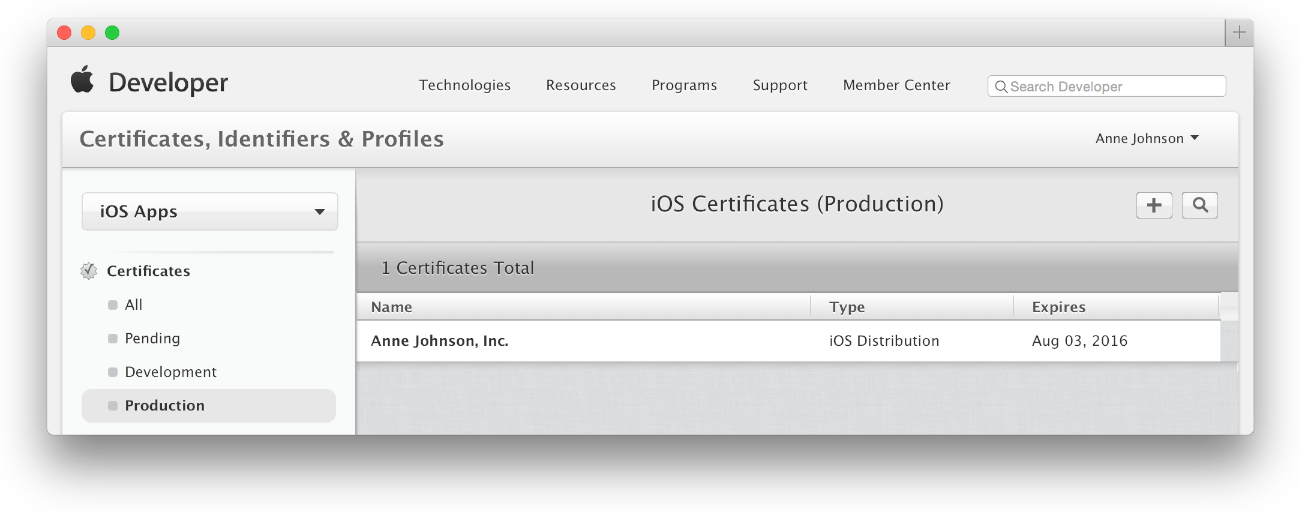 Developer
Technologies Resources Programs Support Member Center Search Developer
Certificates, Identifiers & Profiles
Anne Johnson
iOS Apps
iOS Certificates (Production)
Certificates
All
Pending
Development
Production
1 Certificates Total
Name Type Expires
Anne Johnson, Inc. iOS Distribution Aug 03, 2016